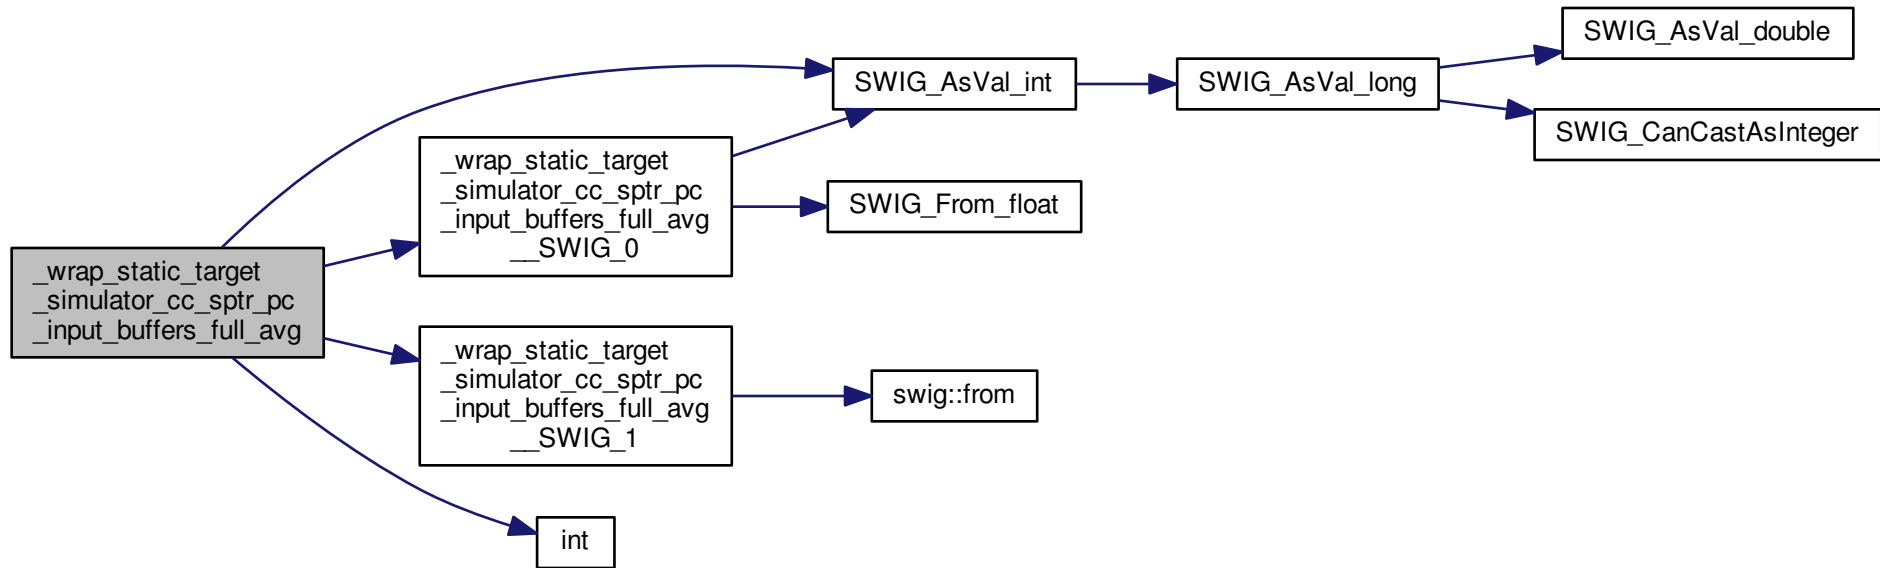 _wrap_static_target
_simulator_cc_sptr_pc
_input_buffers_full_avg
_wrap_static_target
_simulator_cc_sptr_pc
_input_buffers_full_avg
__SWIG_0
_wrap_static_target
_simulator_cc_sptr_pc
_input_buffers_full_avg
__SWIG_1
int
SWIG_AsVal_int
SWIG_From_float
swig::from
SWIG_AsVal_long
SWIG_AsVal_double
SWIG_CanCastAsInteger